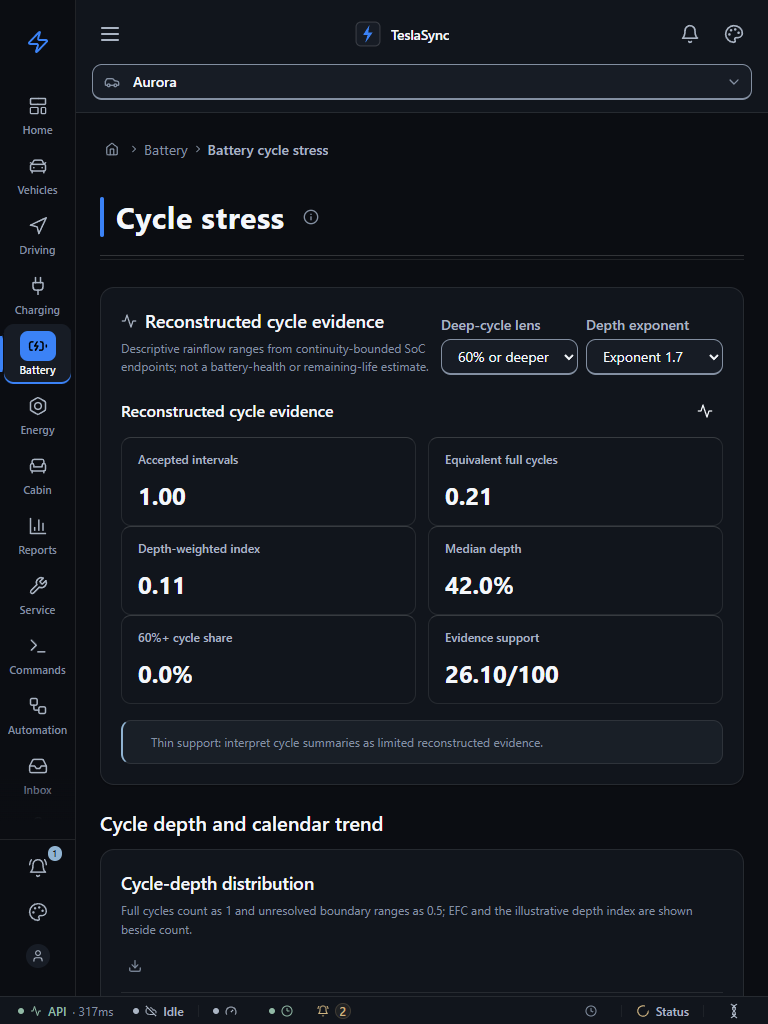 TeslaSync
Aurora
Home
Vehicles
Driving
Charging
Battery
Energy
Cabin
Reports
Service
Commands
Automation
Inbox
1
Battery
Battery cycle stress
Cycle stress
Reconstructed cycle evidence
Descriptive rainflow ranges from continuity-bounded SoC
endpoints; not a battery-health or remaining-life estimate.
Deep-cycle lens
60% or deeper
Depth exponent
Exponent 1.7
Reconstructed cycle evidence
Accepted intervals
1.00
Equivalent full cycles
0.21
Depth-weighted index
0.11
Median depth
42.0%
60%+ cycle share
0.0%
Evidence support
26.10/100
Thin support: interpret cycle summaries as limited reconstructed evidence.
Cycle depth and calendar trend
Cycle-depth distribution
Full cycles count as 1 and unresolved boundary ranges as 0.5; EFC and the illustrative depth index are shown
beside count.
API · 317ms
Idle
2
Status